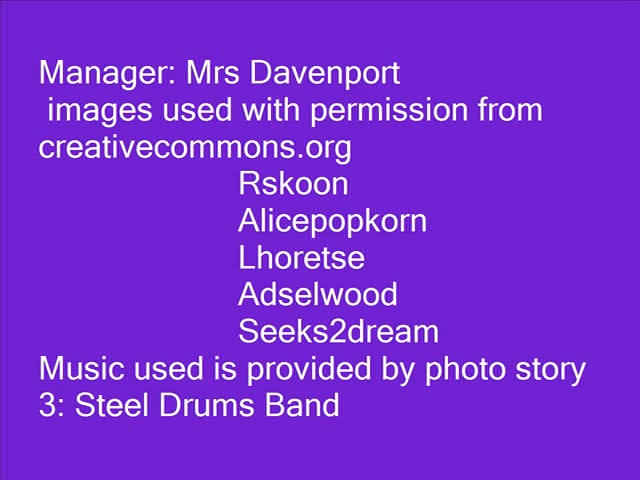 Manager: Mrs Davenport
images used with permission from
creativecommons.org
Rskoon
Alicepopkorn
Lhoretse
Adselwood
Seeks2dream
Music used is provided by photo story
3: Steel Drums Band